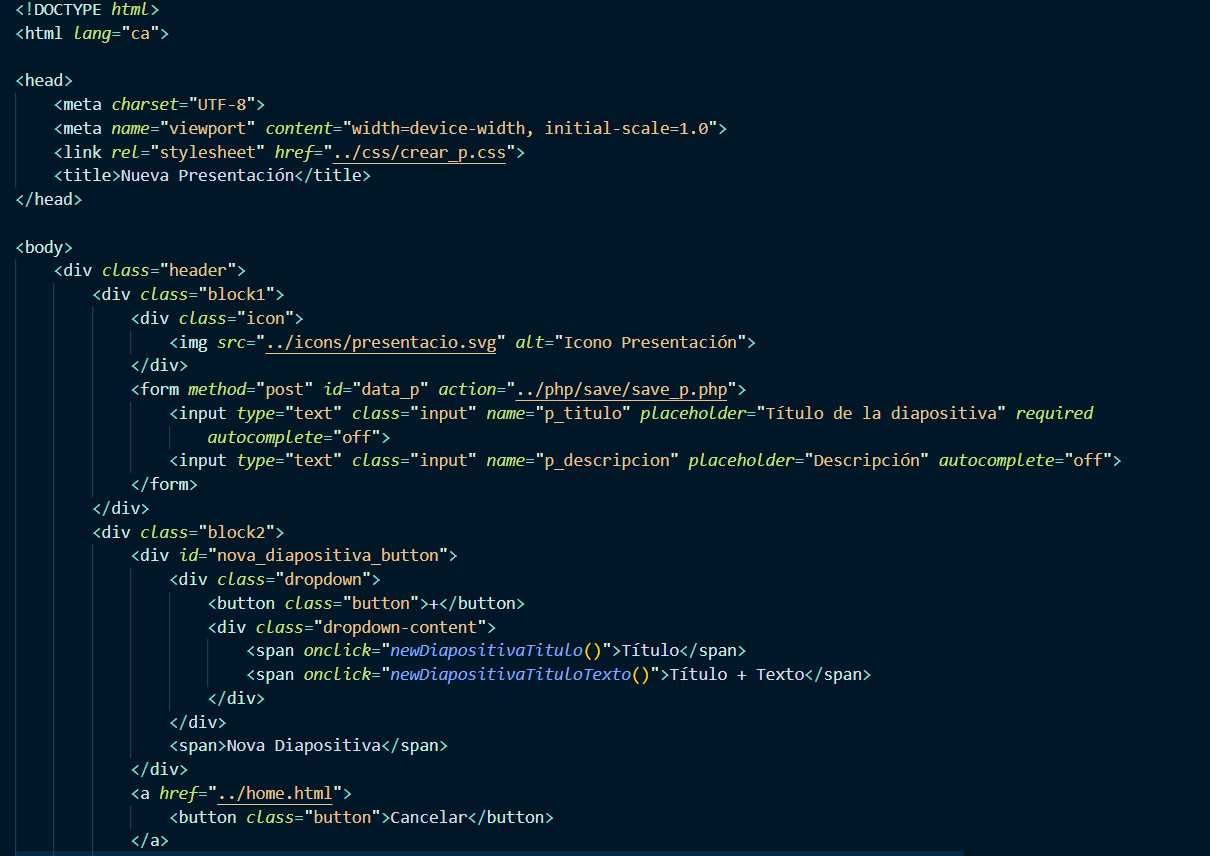 <!DOCTYPE html>
<html lang="ca">
<head>
<meta charset="UTF-8">
<meta name="viewport" content="width=device-width, initial-scale=1.0">
<link rel="stylesheet" href="../css/crear_p.css">
<title>Nueva Presentación</title>
</head>
<body>
<div class="header">
<div class="block1">
<div class="icon">
<img src="../icons/presentacio.svg" alt="Icono Presentación">
</div>
<form method="post" id="data_p" action="../php/save/save_p.php">
<input type="text" class="input" name="p_titulo" placeholder="Título de la diapositiva" required
autocomplete="off">
<input type="text" class="input" name="p_descripcion" placeholder="Descripción" autocomplete="off">
</form>
</div>
<div class="block2">
<div id="nova_diapositiva_button">
<div class="dropdown">
<button class="button">+</button>
<div class="dropdown-content">
<span onclick="newDiapositivaTitulo()">Título</span>
<span onclick="newDiapositivaTituloTexto()">Título + Texto</span>
</div>
</div>
<span>Nova Diapositiva</span>
</div>
<a href="../home.html">
<button class="button">Cancelar</button>
</a>